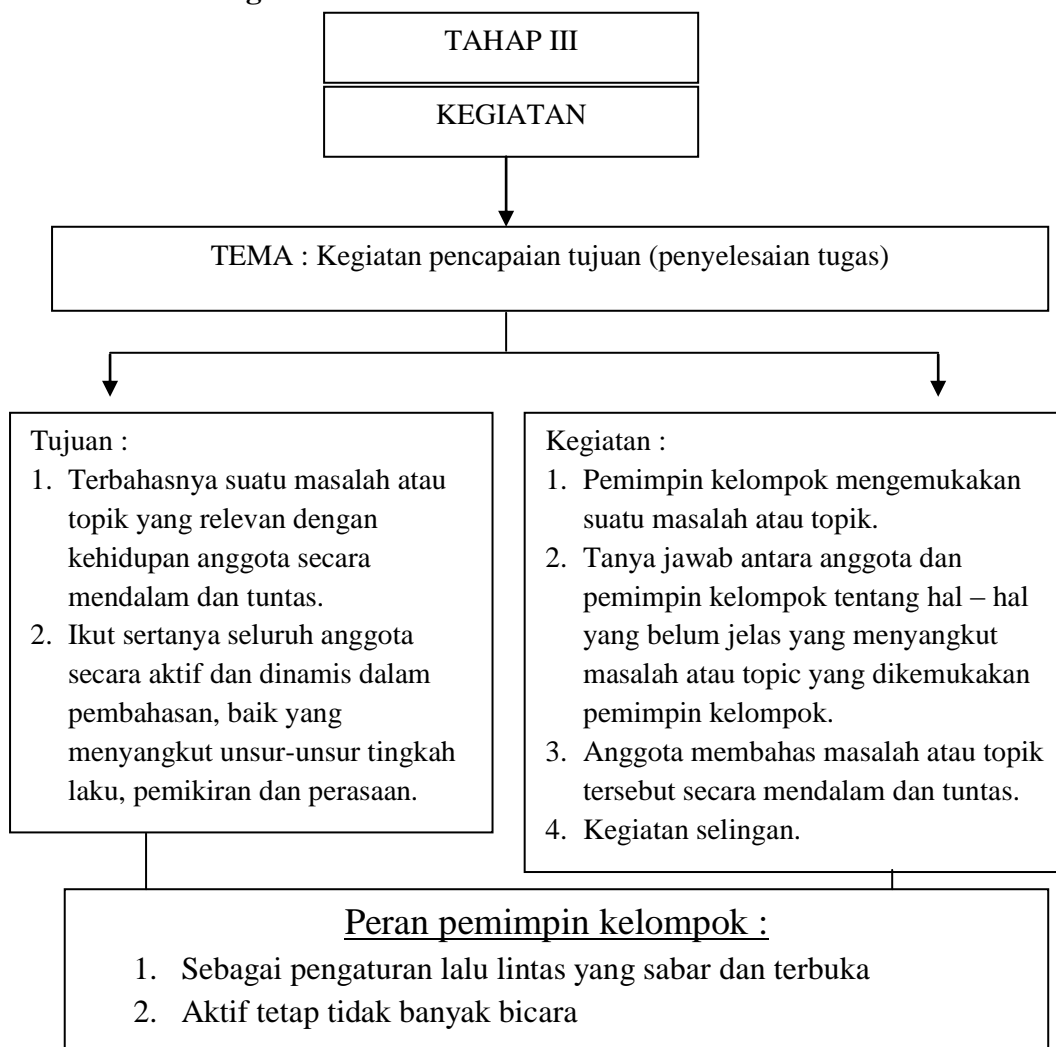 TAHAP III
KEGIATAN
TEMA : Kegiatan pencapaian tujuan (penyelesaian tugas)
Tujuan :
1. Terbahasnya suatu masalah atau
topik yang relevan dengan
kehidupan anggota secara
mendalam dan tuntas.
2. Ikut sertanya seluruh anggota
secara aktif dan dinamis dalam
pembahasan, baik yang
menyangkut unsur-unsur tingkah
laku, pemikiran dan perasaan.
Kegiatan :
1. Pemimpin kelompok mengemukakan
suatu masalah atau topik.
2. Tanya jawab antara anggota dan
pemimpin kelompok tentang hal – hal
yang belum jelas yang menyangkut
masalah atau topic yang dikemukakan
pemimpin kelompok.
3. Anggota membahas masalah atau topik
tersebut secara mendalam dan tuntas.
4. Kegiatan selingan.
Peran pemimpin kelompok :
1. Sebagai pengaturan lalu lintas yang sabar dan terbuka
2. Aktif tetap tidak banyak bicara